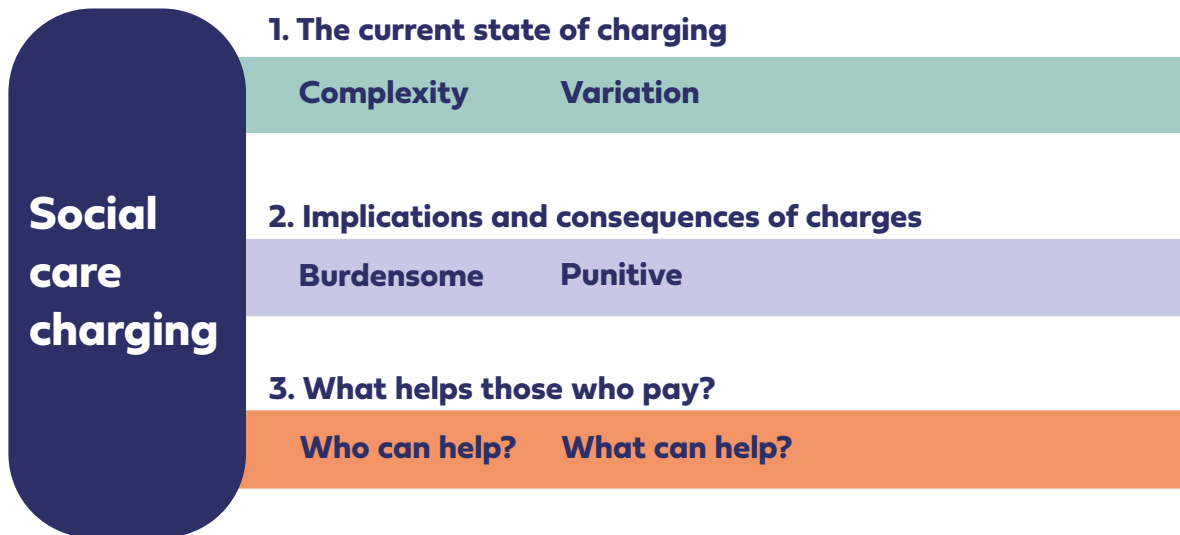 Social
care
charging
1. The current state of charging
Complexity Variation
2. Implications and consequences of charges
Burdensome Punitive
3. What helps those who pay?
Who can help? What can help?